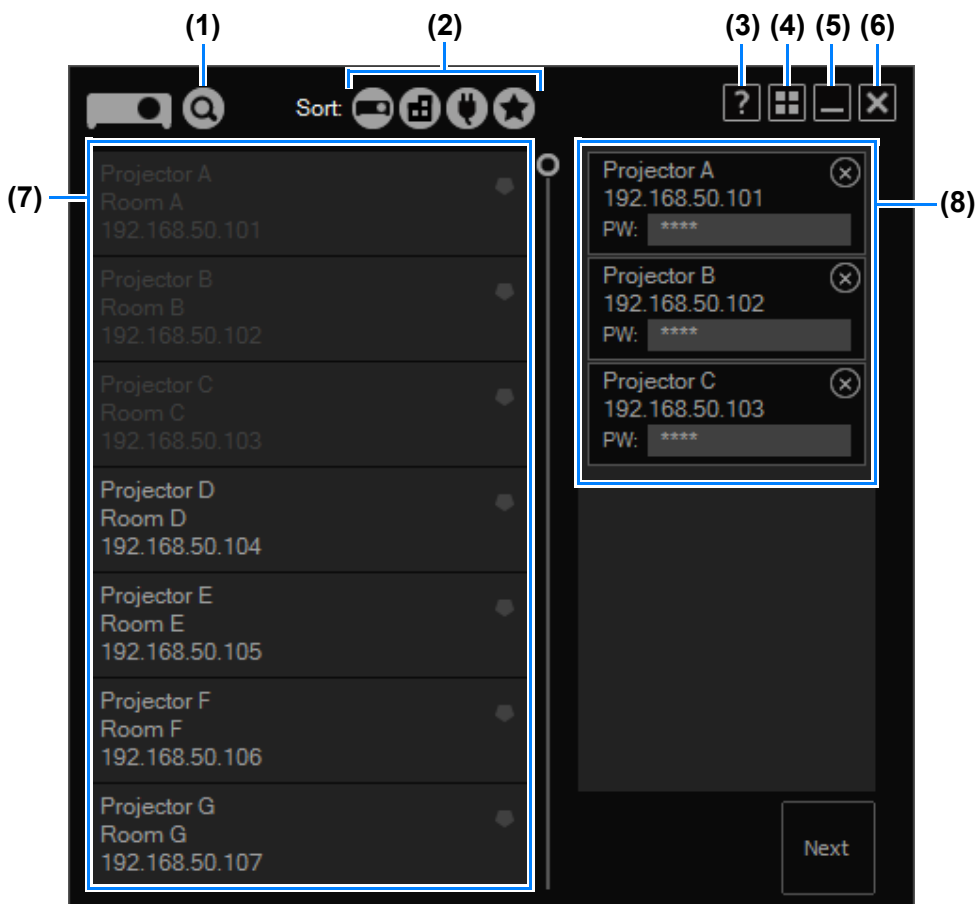 (1) (2) (3) (4) (5) (6)
Sort:
(7)
Projector A
Room A
192.168.50.101
Projector B
Room B
192.168.50.102
Projector C
Room C
192.168.50.103
Projector D
Room D
192.168.50.104
Projector E
Room E
192.168.50.105
Projector F
Room F
192.168.50.106
Projector G
Room G
192.168.50.107
Projector A
192.168.50.101
PW: ****
Projector B
192.168.50.102
PW: ****
Projector C
192.168.50.103
PW: ****
(8)
Next